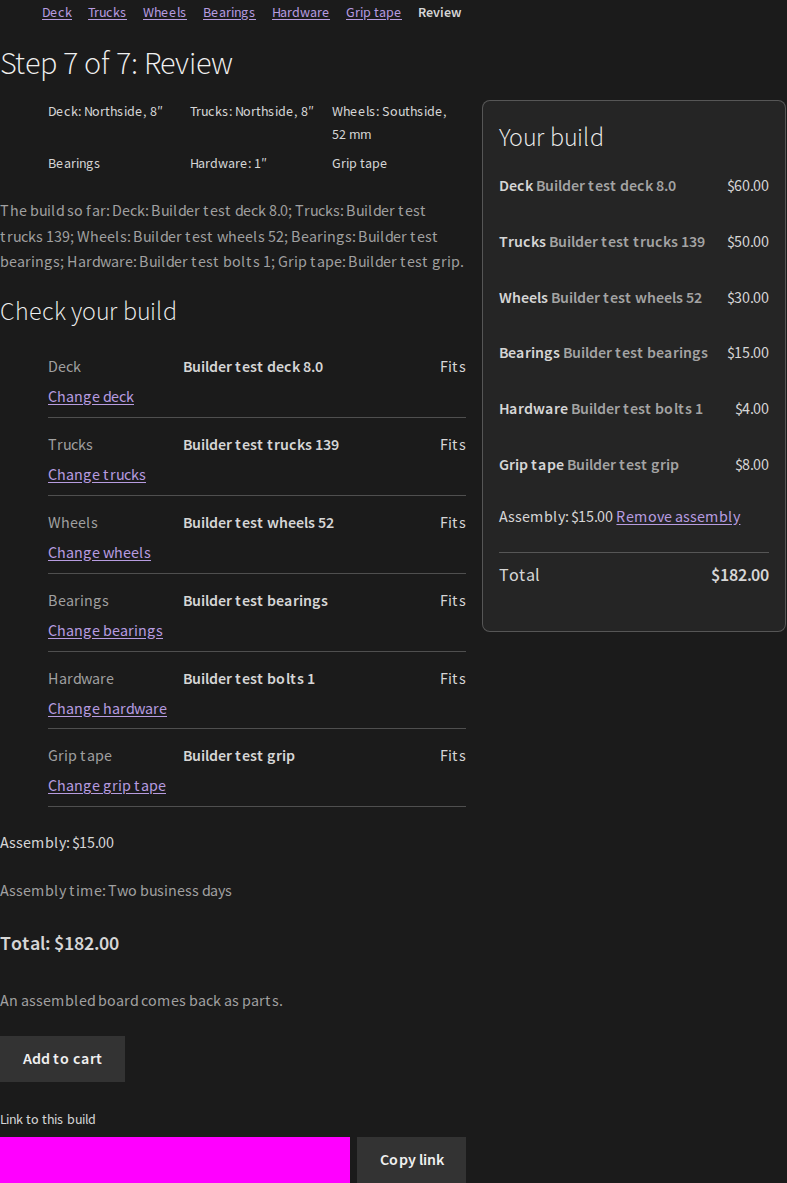 Deck Trucks Wheels Bearings Hardware Grip tape Review
Step 7 of 7: Review
Deck: Northside, 8″ Trucks: Northside, 8″ Wheels: Southside,
52 mm
Bearings Hardware: 1″ Grip tape
The build so far: Deck: Builder test deck 8.0; Trucks: Builder test
trucks 139; Wheels: Builder test wheels 52; Bearings: Builder test
bearings; Hardware: Builder test bolts 1; Grip tape: Builder test grip.
Check your build
Deck Builder test deck 8.0 Fits
Change deck
Trucks Builder test trucks 139 Fits
Change trucks
Wheels Builder test wheels 52 Fits
Change wheels
Bearings Builder test bearings Fits
Change bearings
Hardware Builder test bolts 1 Fits
Change hardware
Grip tape Builder test grip Fits
Change grip tape
Assembly: $15.00
Assembly time: Two business days
Total: $182.00
An assembled board comes back as parts.
Add to cart
Link to this build
Copy link
Your build
Deck Builder test deck 8.0 $60.00
Trucks Builder test trucks 139 $50.00
Wheels Builder test wheels 52 $30.00
Bearings Builder test bearings $15.00
Hardware Builder test bolts 1 $4.00
Grip tape Builder test grip $8.00
Assembly: $15.00 Remove assembly
Total $182.00